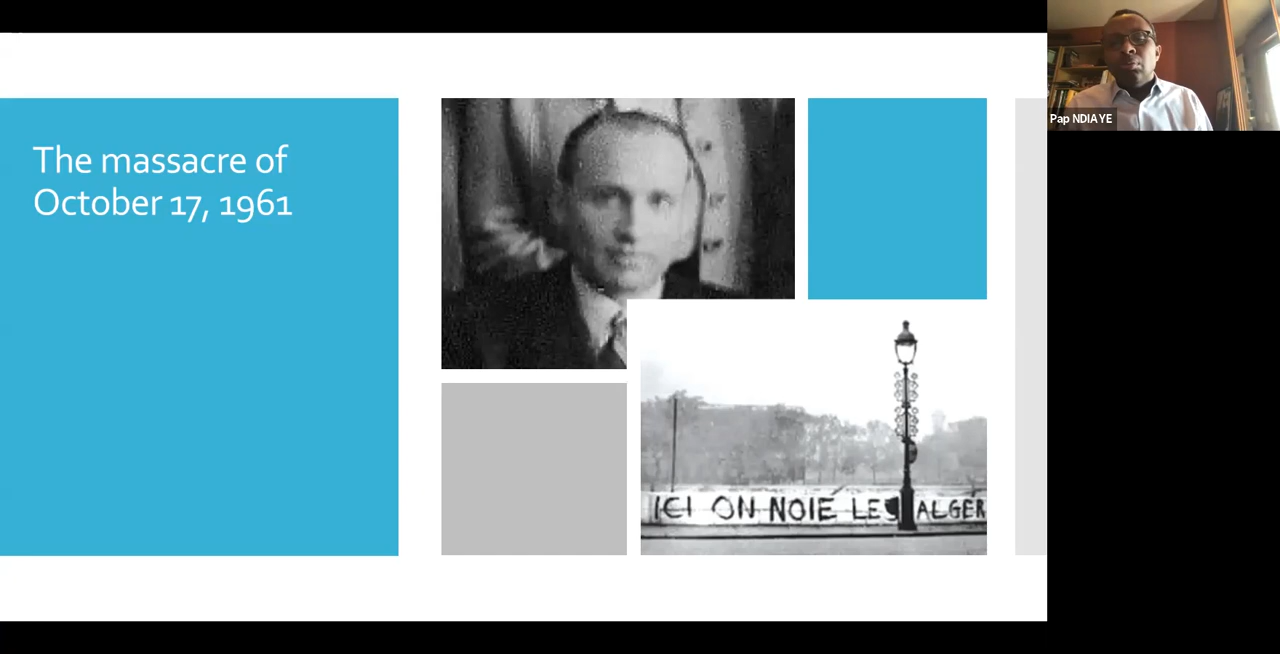 The massacre of
October 17, 1961
ICI ON NOIE LES ALGER
Pap NDIAYE